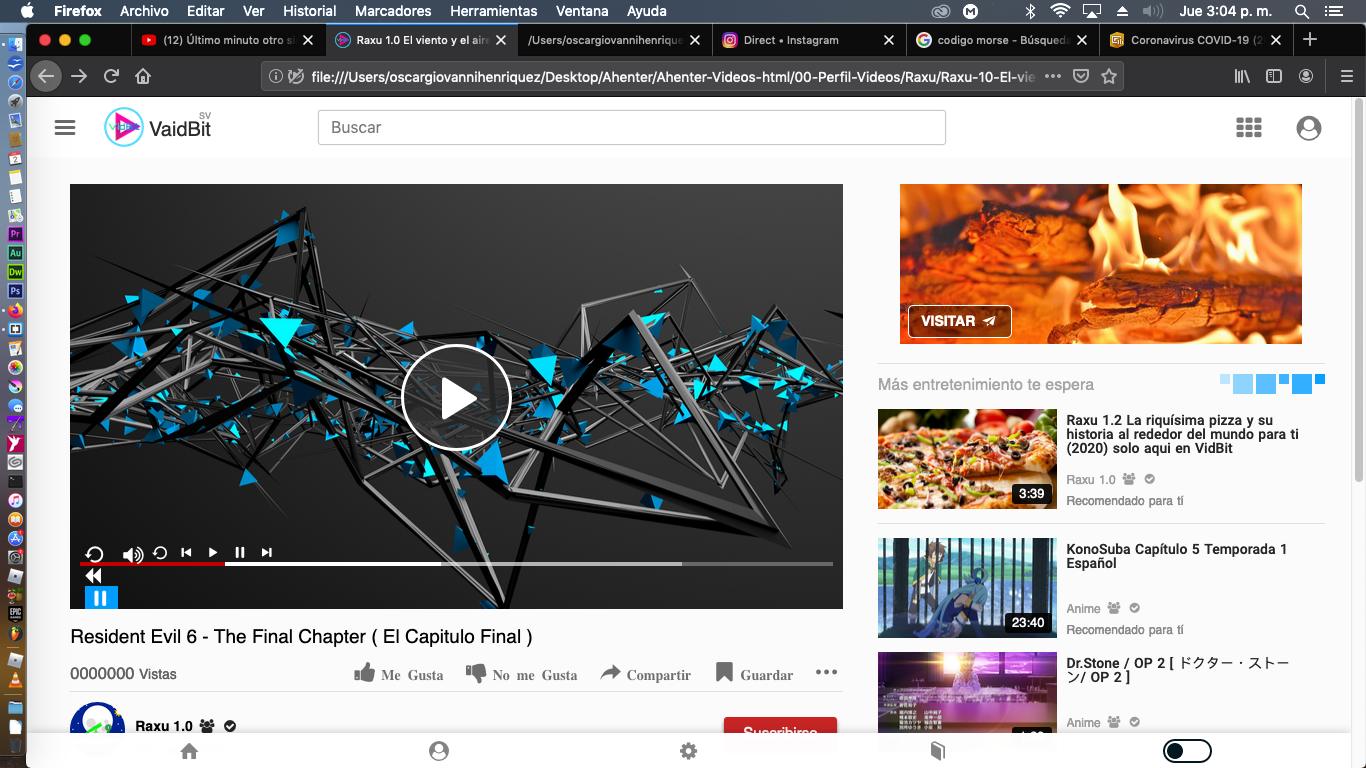 Firefox Archivo Editar Ver Historial Marcadores Herramientas Ventana Ayuda Jue 3:04 p. m.
(12) Último minuto otro si
Raxu 1.0 El viento y el aire
/Users/oscargiovannihenrique
Direct • Instagram
codigo morse - Búsqueda
Coronavirus COVID-19 (2
file:///Users/oscargiovannihenriquez/Desktop/Ahenter/Ahenter-Videos-html/00-Perfil-Videos/Raxu/Raxu-10-El-vie
VaidBit SV
Buscar
VISITAR
Más entretenimiento te espera
Raxu 1.2 La riquísima pizza y su
historia al rededor del mundo para ti
(2020) solo aqui en VidBit
3:39
Raxu 1.0
Recomendado para tí
KonoSuba Capítulo 5 Temporada 1
Español
23:40
Anime
Recomendado para tí
Resident Evil 6 - The Final Chapter ( El Capitulo Final )
0000000 Vistas
Me Gusta
No me Gusta
Compartir
Guardar
Dr.Stone / OP 2 [ ドクター・ストー
ン/ OP 2 ]
Anime
Raxu 1.0
Suscribirse